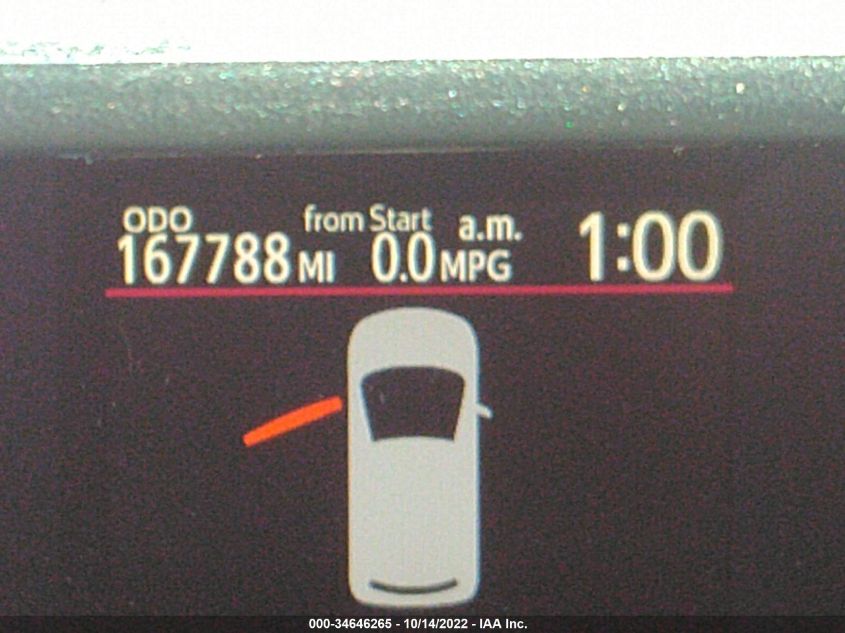 ODO from Start a.m. 1:00
167788 MI 0.0 MPG
000-34646265 - 10/14/2022 - IAA Inc.